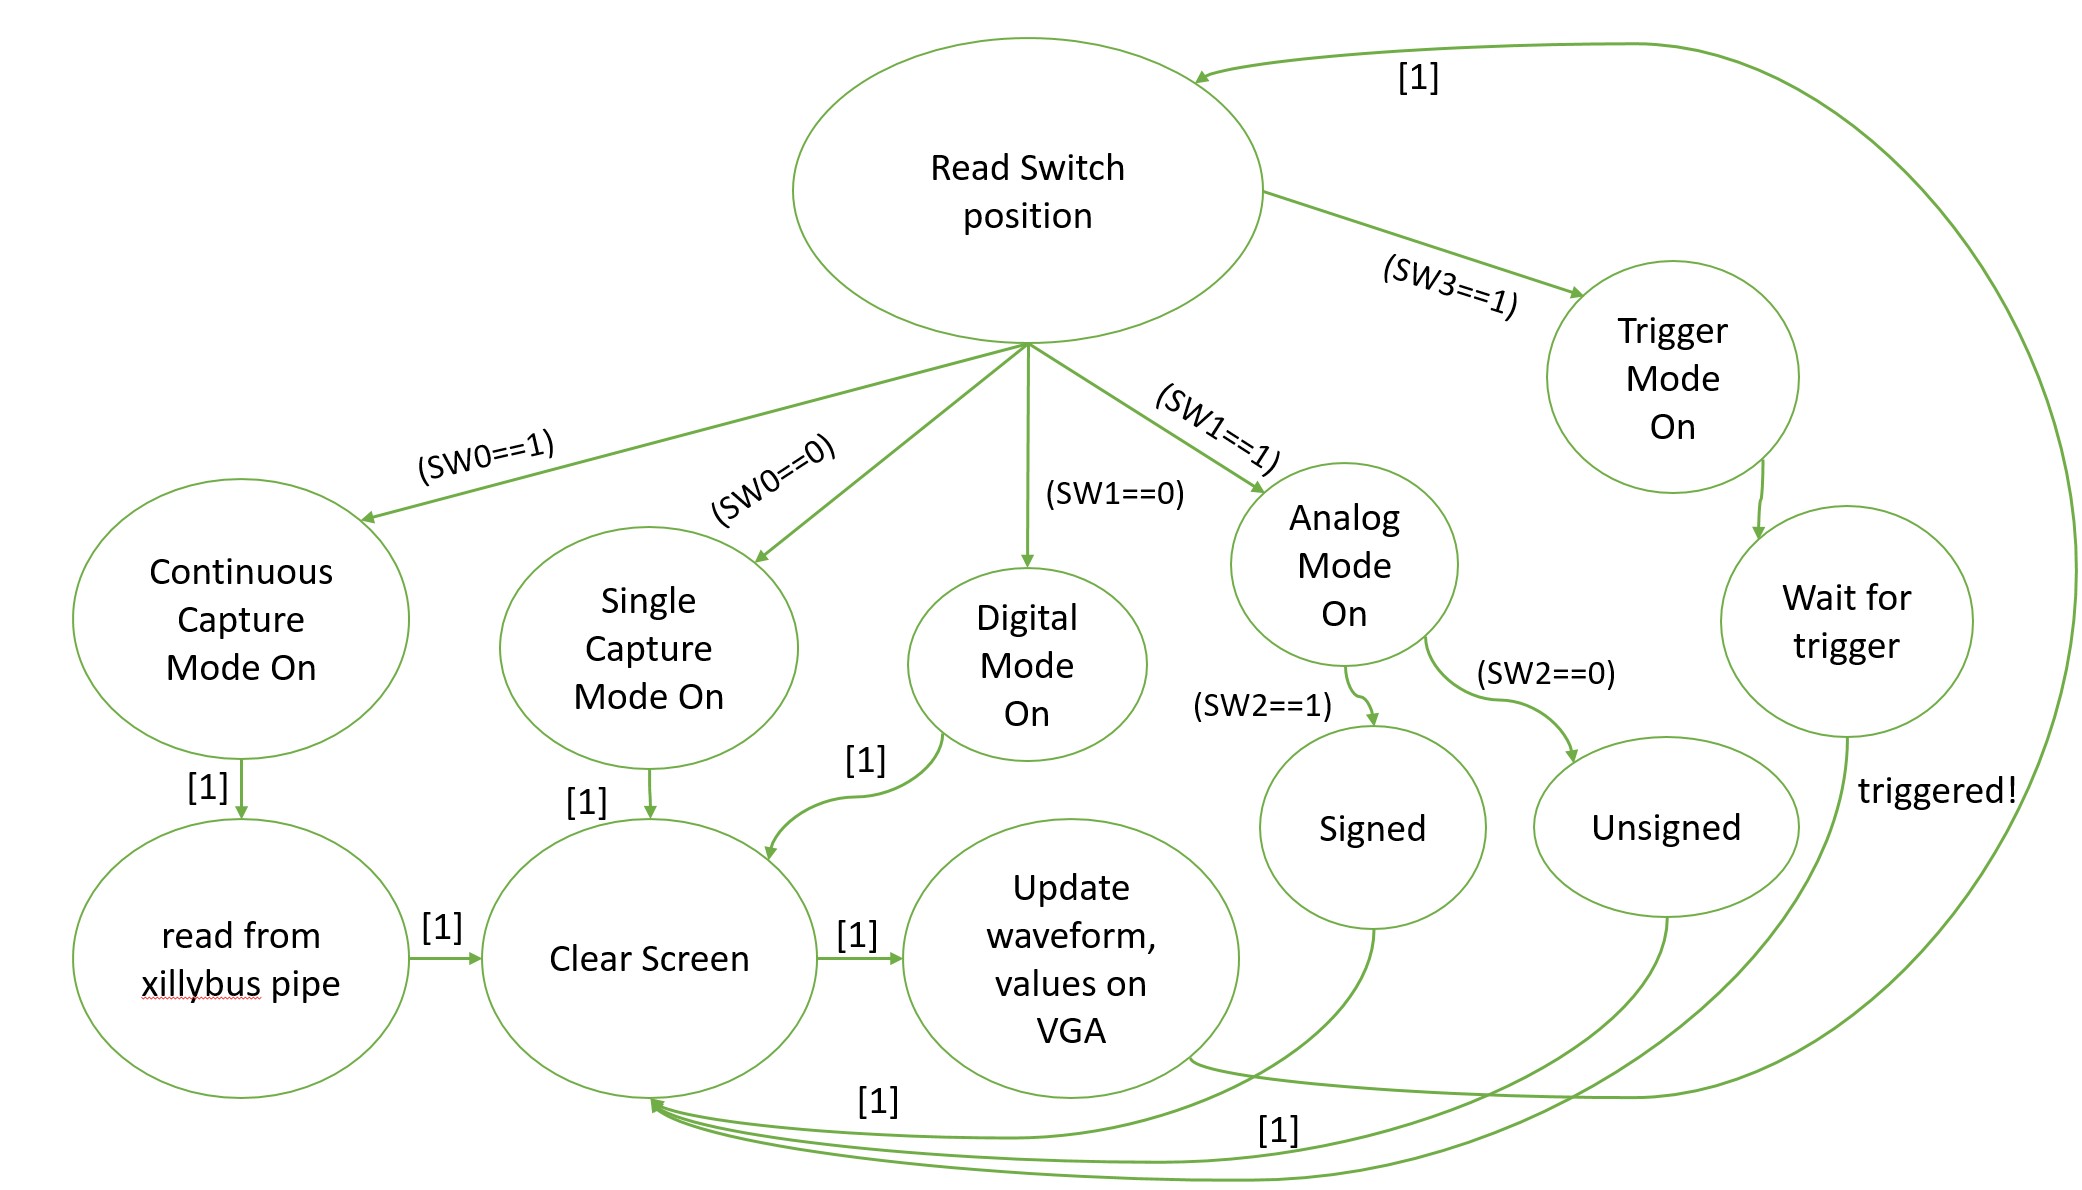 [1]
Read Switch
position
(SW3==1)
Trigger
Mode
On
(SW0==1)
(SW0==0)
(SW1==0)
(SW1==1)
Continuous
Capture
Mode On
Single
Capture
Mode On
Digital
Mode
On
Analog
Mode
On
Wait for
trigger
(SW2==1)
(SW2==0)
[1]
[1]
[1]
triggered!
Signed
Unsigned
read from
xillybus pipe
[1]
Clear Screen
[1]
Update
waveform,
values on
VGA
[1]
[1]